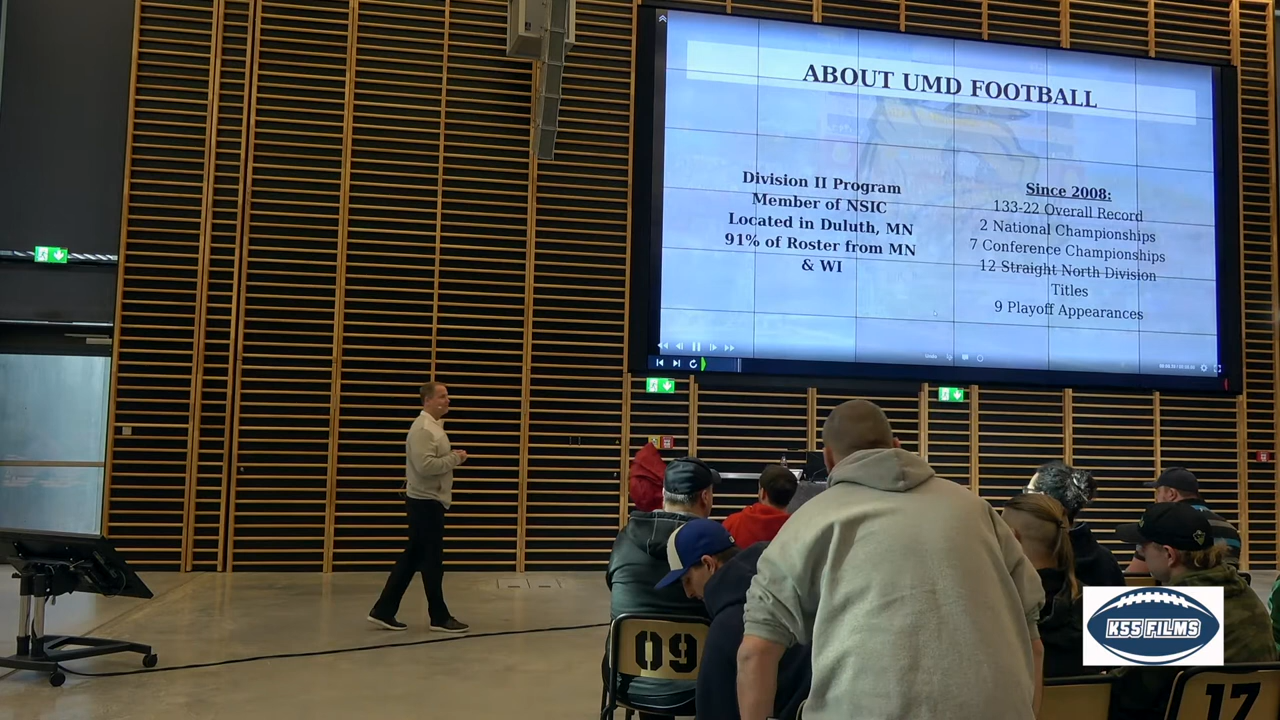 ABOUT UMD FOOTBALL
Division II Program
Member of NSIC
Located in Duluth, MN
91% of Roster from MN
& WI
Since 2008:
133-22 Overall Record
2 National Championships
7 Conference Championships
12 Straight North Division
Titles
9 Playoff Appearances
09
17
KSS FILMS